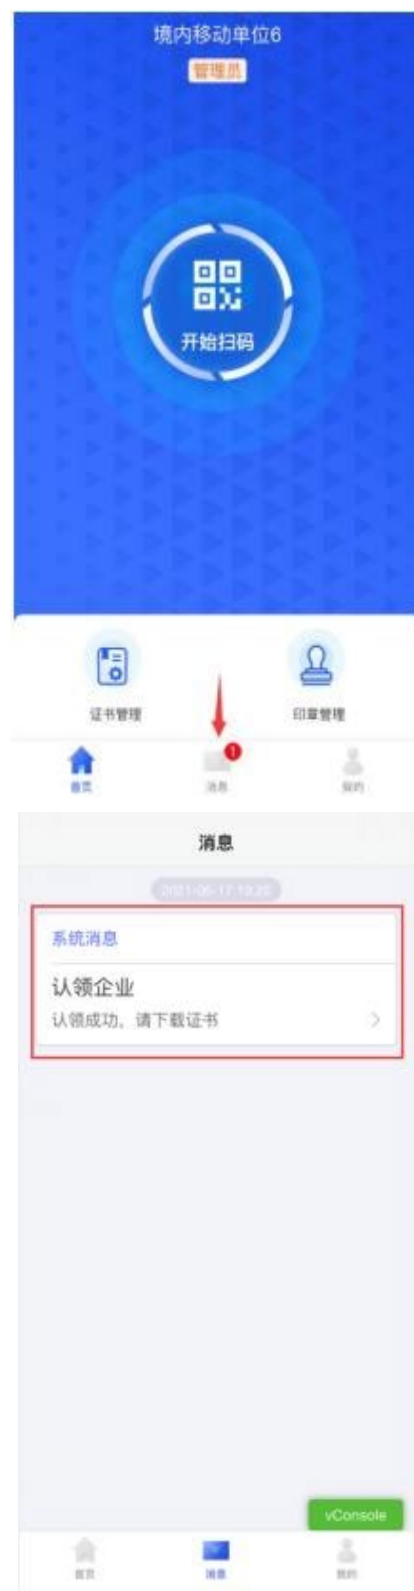 境内移动单位6
管理员
开始扫码
证书管理
印章管理
1
首页
消息
我的
消息
系统消息
认领企业
认领成功，请下载证书
vConsole
首页
消息
我的